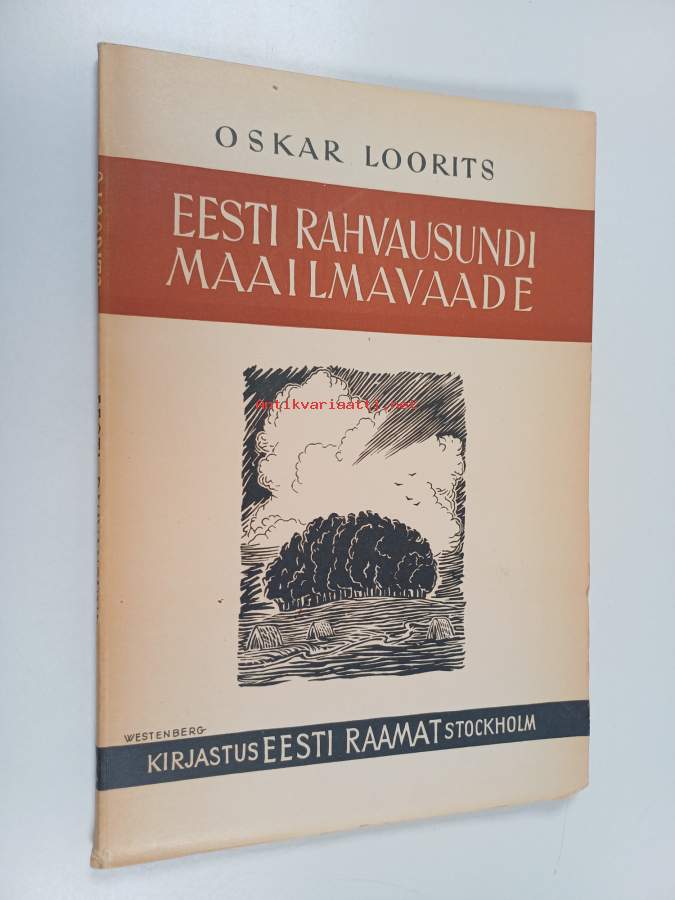 OSKAR LOORITS
EESTI RAHVAUSUNDI
MAAILMAVAADE
Antikvariaatti.net
WESTENBERG
KIRJASTUS EESTI RAAMAT STOCKHOLM